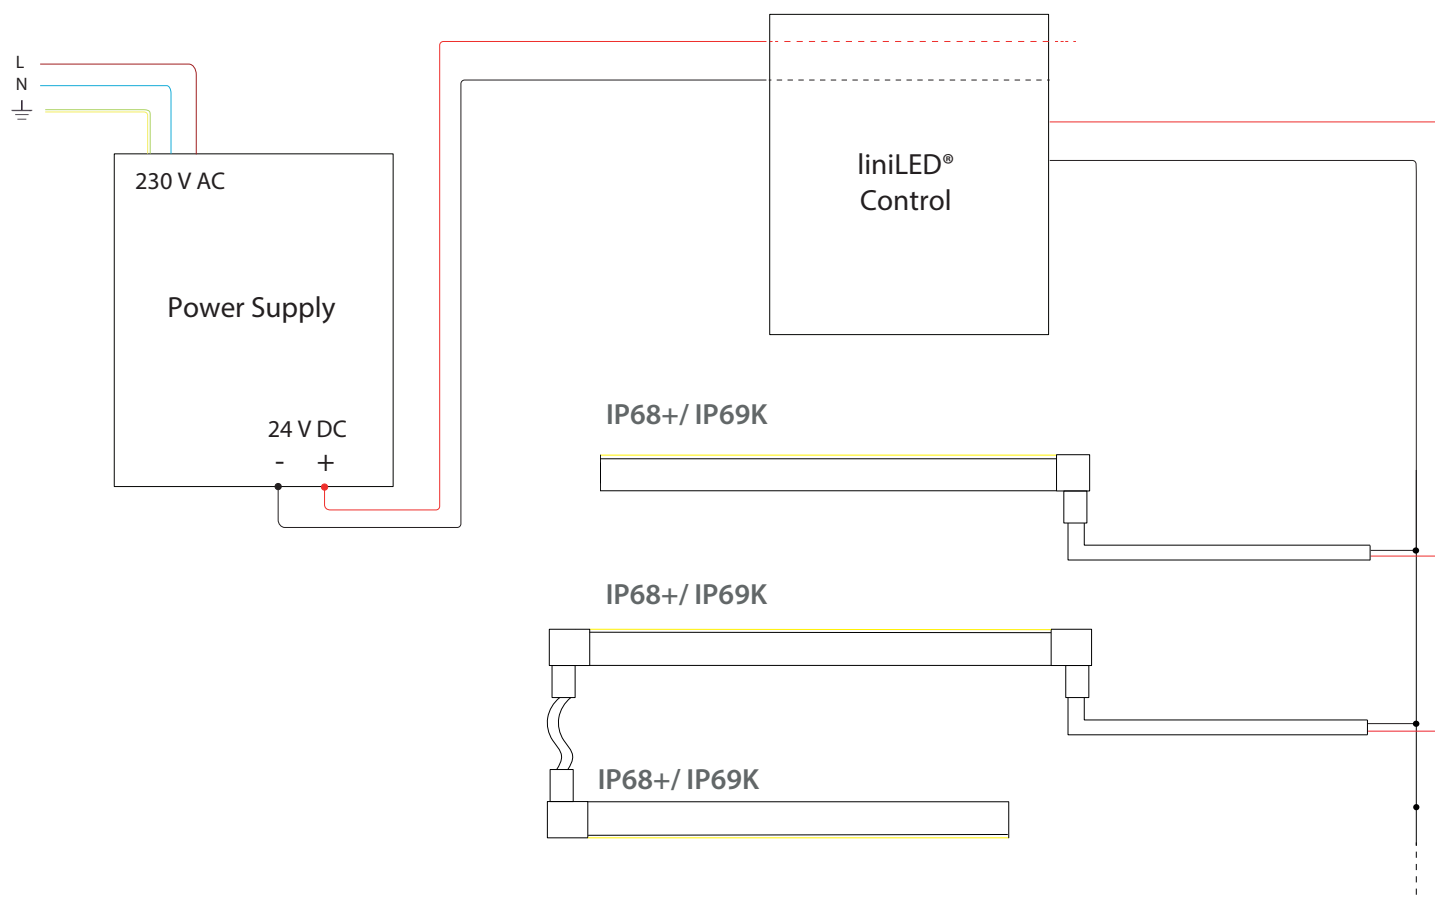 L
N
230 V AC
Power Supply
24 V DC
- +
liniLED®
Control
IP68+/ IP69K
IP68+/ IP69K
IP68+/ IP69K